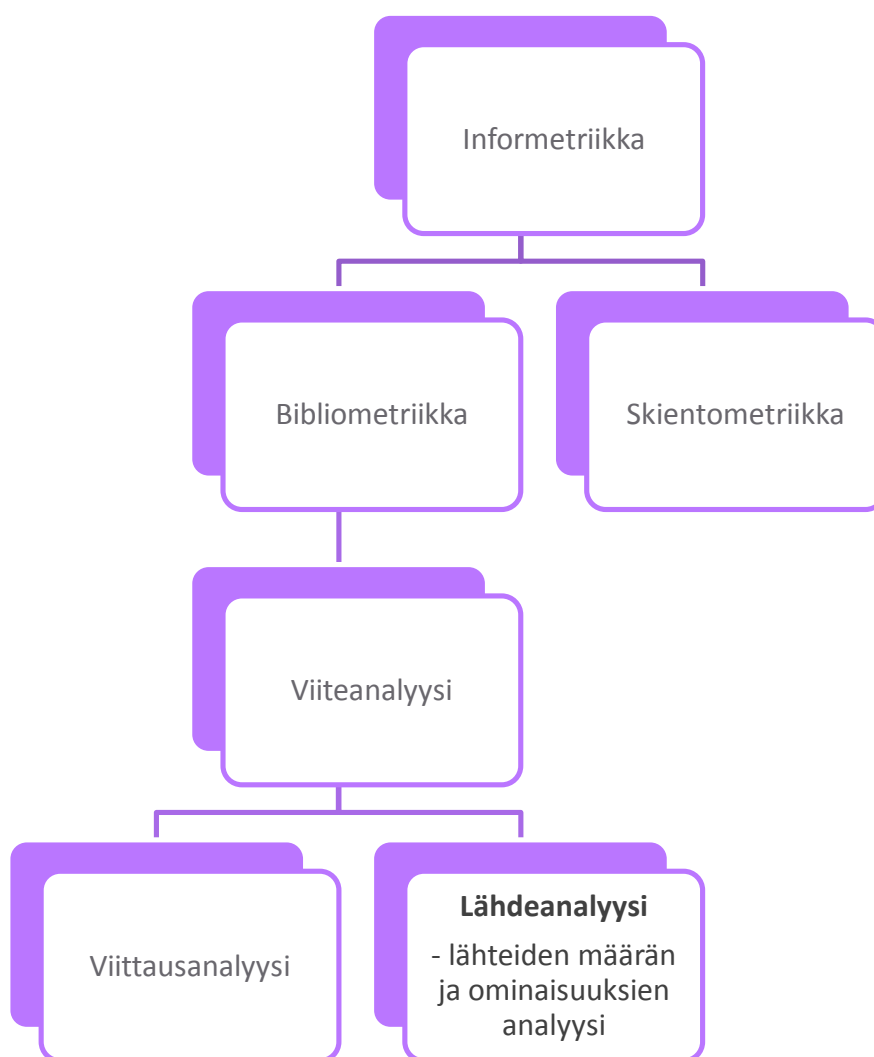 Informetriikka
Bibliometriikka
Skientometriikka
Viiteanalyysi
Viittausanalyysi
Lähdeanalyysi
- lähteiden määrän
ja ominaisuuksien
analyysi